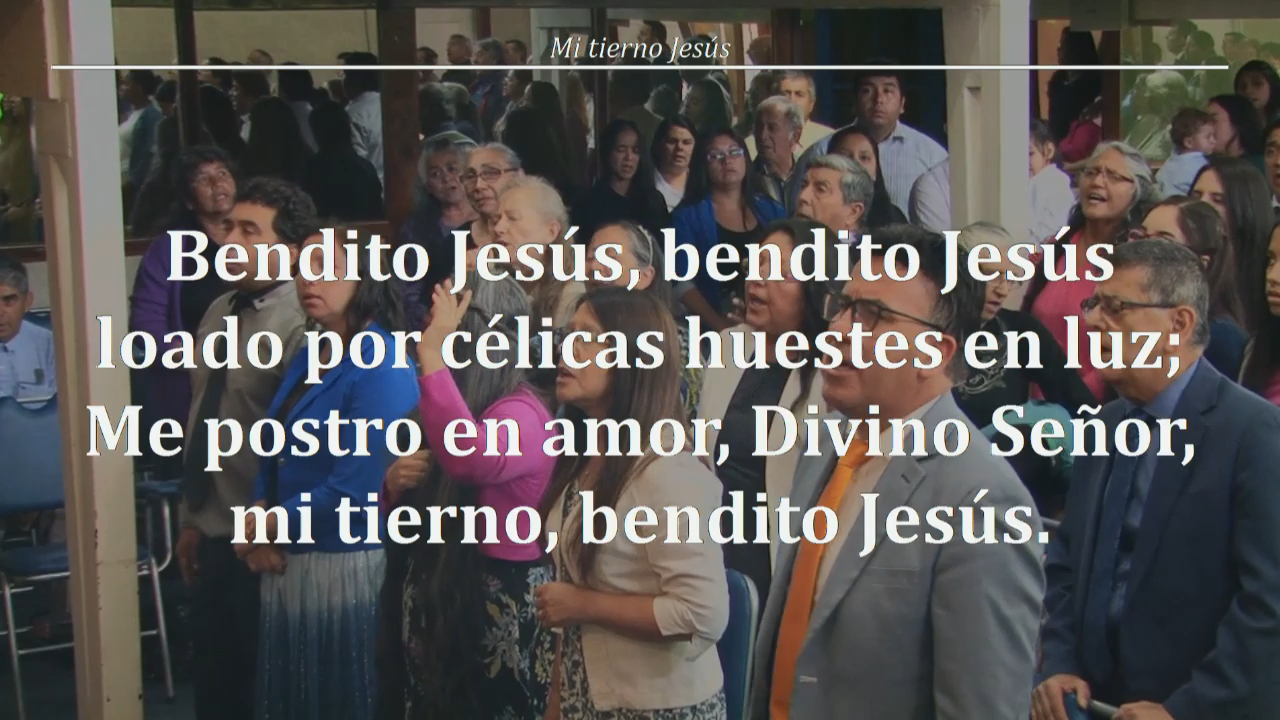 Mi tierno Jesús
Bendito Jesús, bendito Jesús
loado por célicas huestes en luz;
Me postro en amor, Divino Señor,
mi tierno, bendito Jesús.